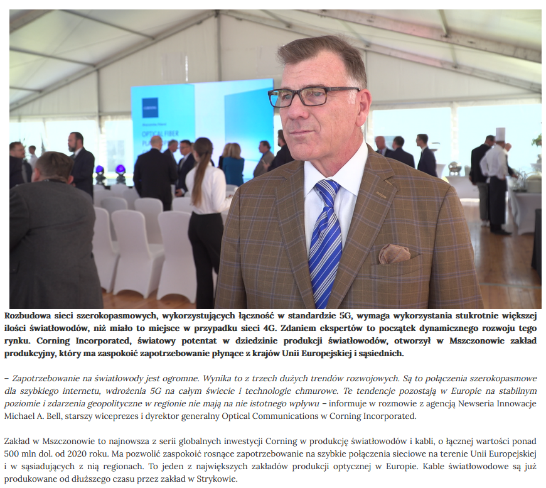 CORNING
OPTICAL FIBER
Rozbudowa sieci szerokopasmowych, wykorzystujących łączność w standardzie 5G, wymaga wykorzystania stukrotnie większej
ilości światłowodów, niż miało to miejsce w przypadku sieci 4G. Zdaniem ekspertów to początek dynamicznego rozwoju tego
rynku. Corning Incorporated, światowy potentat w dziedzinie produkcji światłowodów, otworzył w Mszczonowie zakład
produkcyjny, który ma zaspokoić zapotrzebowanie płynące z krajów Unii Europejskiej i sąsiednich.
– Zapotrzebowanie na światłowody jest ogromne. Wynika to z trzech dużych trendów rozwojowych. Są to połączenia szerokopasmowe
dla szybkiego internetu, wdrożenia 5G na całym świecie i technologie chmurowe. Te tendencje pozostają w Europie na stabilnym
poziomie i zdarzenia geopolityczne w regionie nie mają na nie istotnego wpływu – informuje w rozmowie z agencją Newseria Innowacje
Michael A. Bell, starszy wiceprezes i dyrektor generalny Optical Communications w Corning Incorporated.
Zakład w Mszczonowie to najnowsza z serii globalnych inwestycji Corning w produkcję światłowodów i kabli, o łącznej wartości ponad
500 mln dol. od 2020 roku. Ma pozwolić zaspokoić rosnące zapotrzebowanie na szybkie połączenia sieciowe na terenie Unii Europejskiej
i w sąsiadujących z nią regionach. To jeden z największych zakładów produkcji optycznej w Europie. Kable światłowodowe są już
produkowane od dłuższego czasu przez zakład w Strykowie.